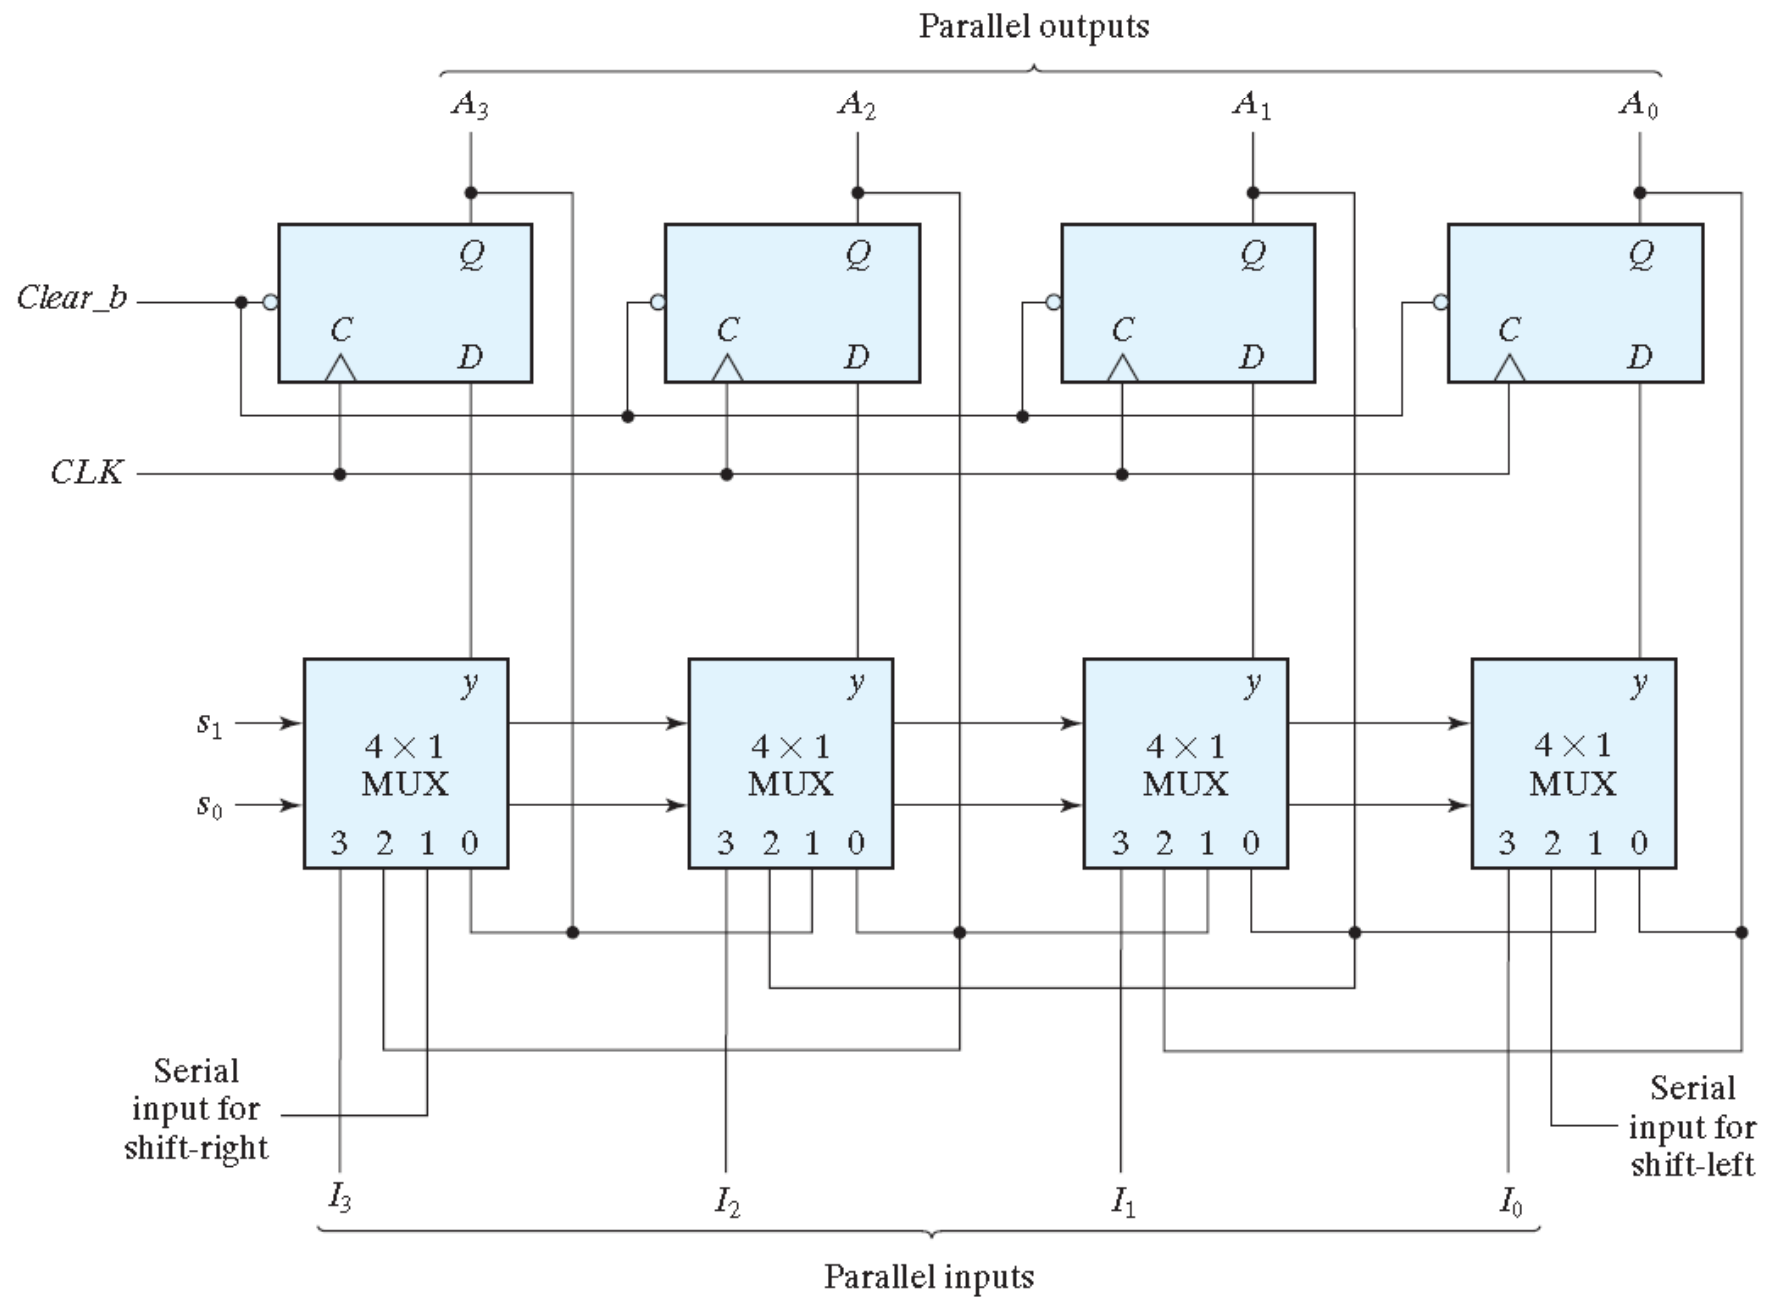 Parallel outputs
A₃ A₂ A₁ A₀
Q Q Q Q
Clear_b
C C C C
D D D D
CLK
y y y y
s₁
4 × 1 4 × 1 4 × 1 4 × 1
MUX MUX MUX MUX
s₀
3 2 1 0 3 2 1 0 3 2 1 0 3 2 1 0
Serial
input for
shift-right
Serial
input for
shift-left
I₃ I₂ I₁ I₀
Parallel inputs